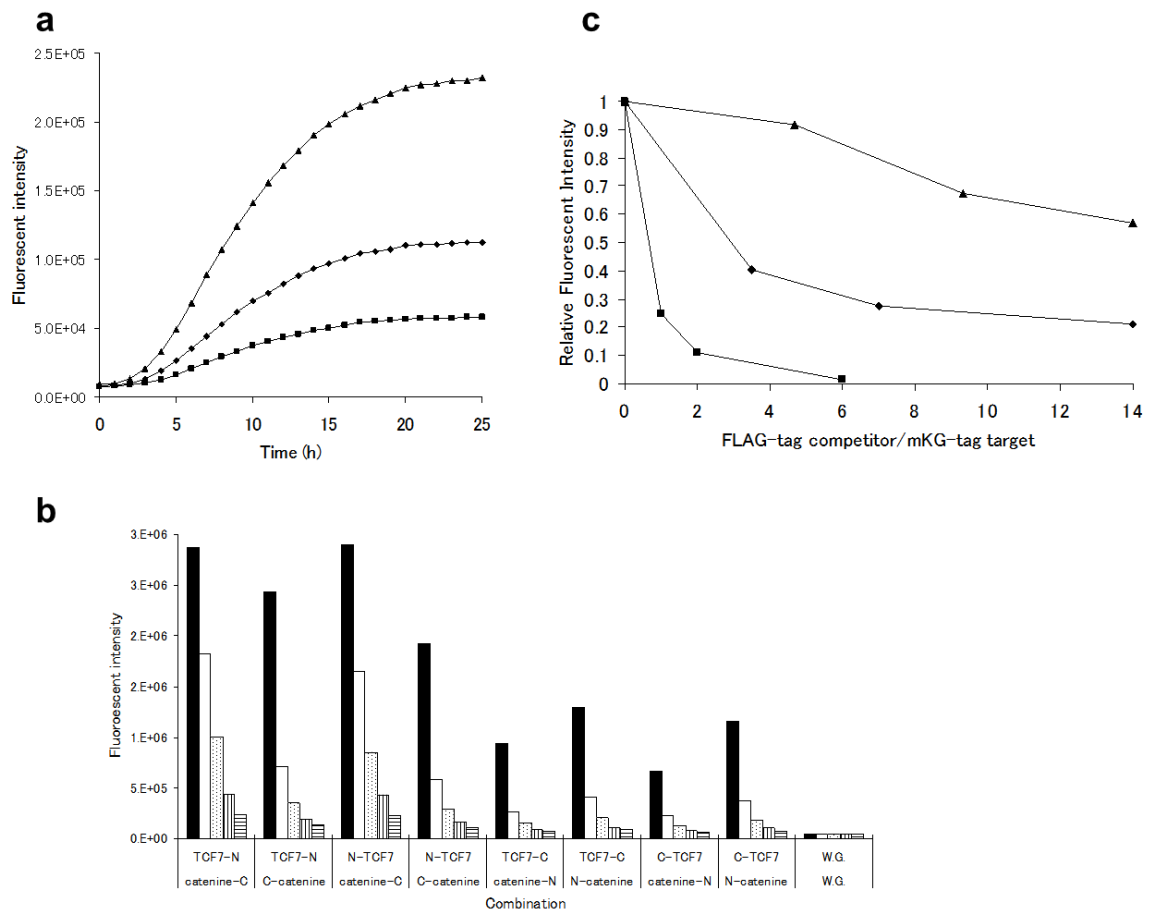 a
2.5E+05
2.0E+05
1.5E+05
1.0E+05
5.0E+04
0.0E+00
Fluorescent intensity
0 5 10 15 20 25
Time (h)
c
1
0.9
0.8
0.7
0.6
0.5
0.4
0.3
0.2
0.1
0
Relative Fluorescent Intensity
0 2 4 6 8 10 12 14
FLAG-tag competitor/mKG-tag target
b
3.E+06
3.E+06
2.E+06
2.E+06
1.E+06
5.E+05
0.E+00
Fluoroescent intensity
TCF7-N TCF7-N N-TCF7 N-TCF7 TCF7-C TCF7-C C-TCF7 C-TCF7 W.G.
catenine-C C-catenine catenine-C C-catenine catenine-N N-catenine catenine-N N-catenine W.G.
Combination